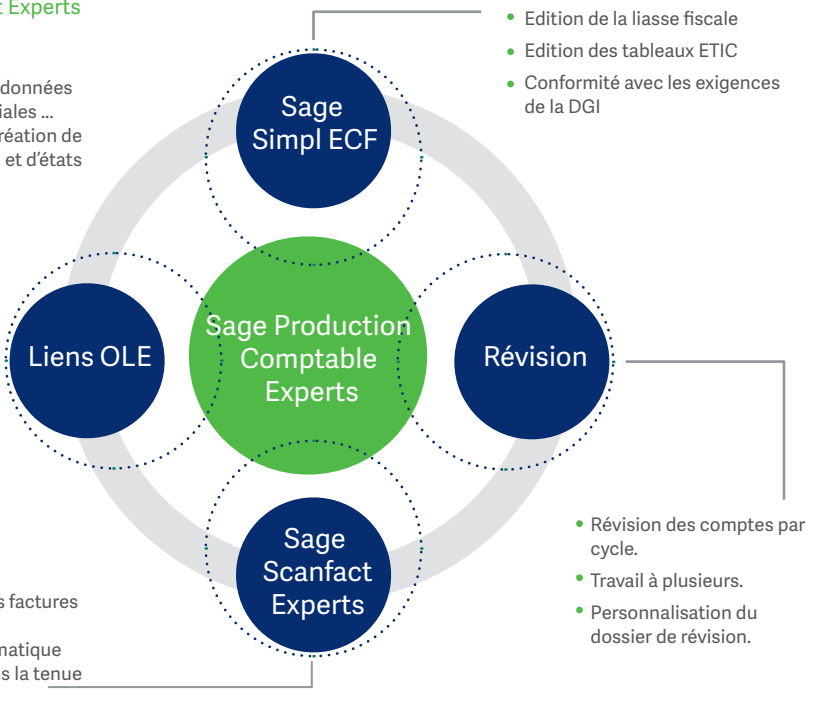 t Experts
données
iales ...
réation de
et d'états
• Edition de la liasse fiscale
• Edition des tableaux ETIC
• Conformité avec les exigences
de la DGI
Sage
Simpl ECF
Liens OLE
Sage Production
Comptable
Experts
Révision
Sage
Scanfact
Experts
• Révision des comptes par
cycle.
• Travail à plusieurs.
• Personnalisation du
dossier de révision.
s factures
matique
s la tenue